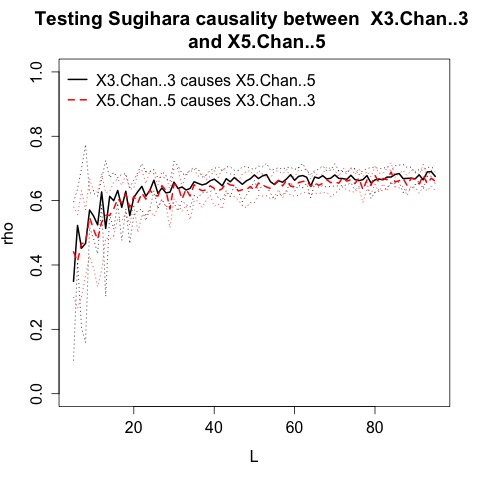 Testing Sugihara causality between  X3.Chan..3
and X5.Chan..5
X3.Chan..3 causes X5.Chan..5
X5.Chan..5 causes X3.Chan..3
1.0
0.8
0.6
0.4
0.2
0.0
rho
20 40 60 80
L